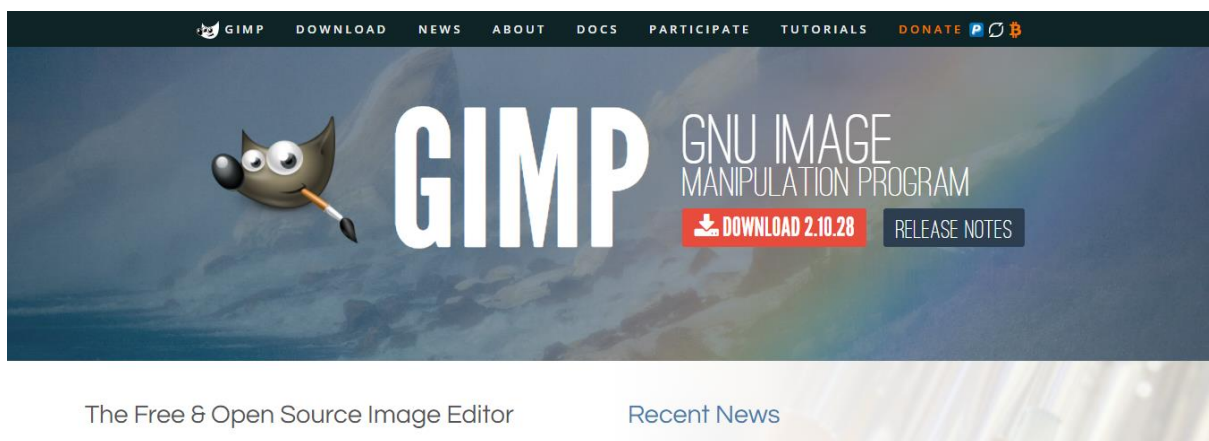 GIMP DOWNLOAD NEWS ABOUT DOCS PARTICIPATE TUTORIALS DONATE
GIMP
GNU IMAGE
MANIPULATION PROGRAM
DOWNLOAD 2.10.28 RELEASE NOTES
The Free & Open Source Image Editor
Recent News